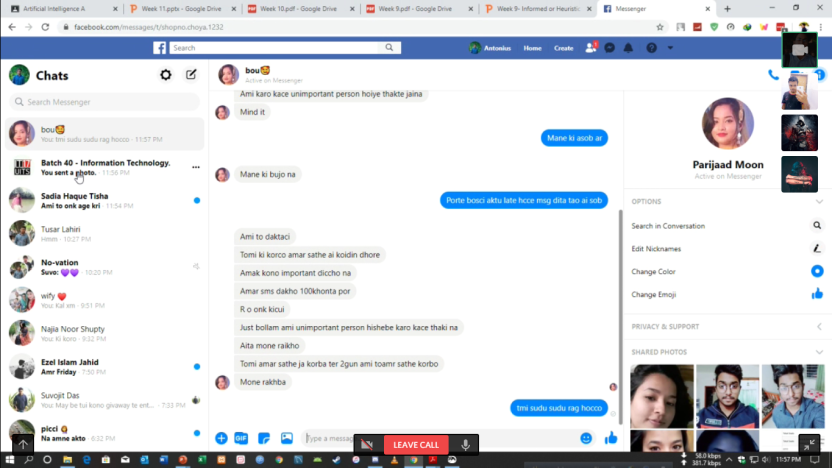 Artificial Intelligence A
Week 11.pptx - Google Drive
Week 10.pdf - Google Drive
Week 9.pdf - Google Drive
Week 9- Informed or Heuristic
Messenger
facebook.com/messages/t/shopno.choya.1232
Search
Antonius
Home
Create
Chats
Search Messenger
bou
You: tmi sudu sudu rag hocco · 11:57 PM
Batch 40 - Information Technology.
You sent a photo. · 11:56 PM
Sadia Haque Tisha
Ami to onk age kri · 11:54 PM
Tusar Lahiri
Hmm · 10:27 PM
No-vation
Suvo: 💜💜 · 10:20 PM
wify ❤
You: Kal em · 9:51 PM
Najia Noor Shupty
You: Ki koro · 9:32 PM
Ezel Islam Jahid
Amr Friday · 7:50 PM
Suvojit Das
You: May be tui kono giveaway te ent... · 7:33 PM
picci
Na amne akto · 6:32 PM
bou
Active on Messenger
Ami karo kace unimportant person hoiye thakte jaina
Mind it
Mane ki asob ar
Mane ki bujo na
Porte bosci aktu late hcce msg dita tao ai sob
Ami to daktaci
Tomi ki korco amar sathe ai koidin dhore
Amak kono important diccho na
Amar sms dakho 100khonta por
R o onk kicui
Just bollam ami unimportant person hishebe karo kace thaki na
Aita mone raikho
Tomi amar sathe ja korba ter 2gun ami toamr sathe korbo
Mone rakhba
tmi sudu sudu rag hocco
Type a messag
GIF
LEAVE CALL
Parijaad Moon
Active on Messenger
OPTIONS
Search in Conversation
Edit Nicknames
Change Color
Change Emoji
PRIVACY & SUPPORT
SHARED PHOTOS
58.0 kbps
381.7 kbps
11:57 PM